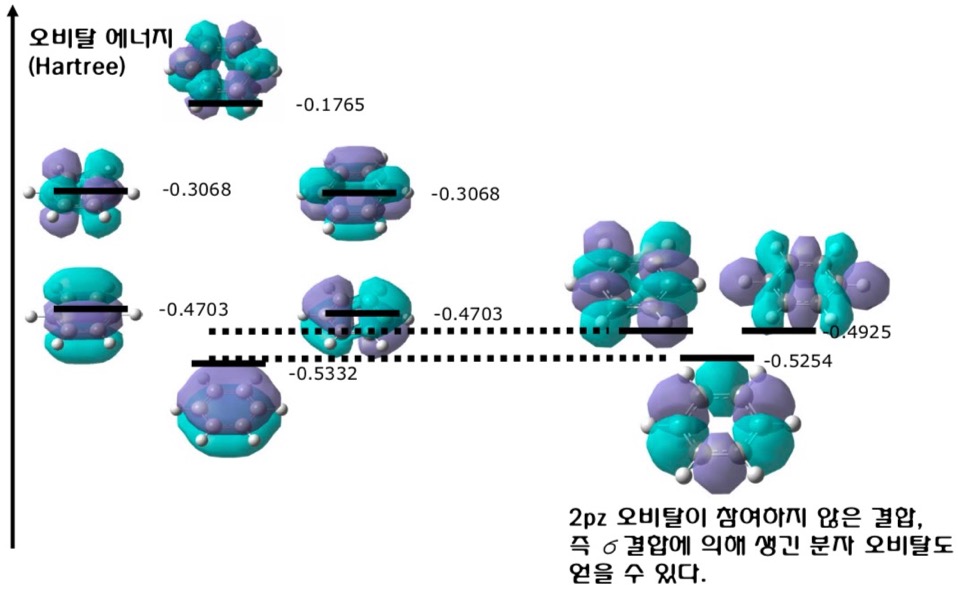 오비탈 에너지
(Hartree)
-0.1765
-0.3068
-0.3068
-0.4703
-0.4703
-0.4925
-0.5332
-0.5254
2pz 오비탈이 참여하지 않은 결합,
즉 σ결합에 의해 생긴 분자 오비탈도
얻을 수 있다.